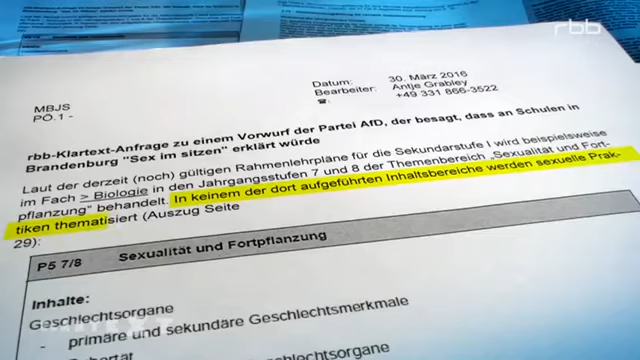 rbb
Datum: 30. März 2016
Bearbeiter: Antje Grabley
☎: +49 331 866-3522
MBJS
PÖ.1 -
rbb-Klartext-Anfrage zu einem Vorwurf der Partei AfD, der besagt, dass an Schulen in
Brandenburg "Sex im sitzen" erklärt würde
Laut der derzeit (noch) gültigen Rahmenlehrpläne für die Sekundarstufe I wird beispielsweise
im Fach > Biologie in den Jahrgangsstufen 7 und 8 der Themenbereich „Sexualität und Fort-
pflanzung" behandelt. In keinem der dort aufgeführten Inhaltsbereiche werden sexuelle Prak-
tiken thematisiert (Auszug Seite
29):
P5 7/8 Sexualität und Fortpflanzung
Inhalte:
Geschlechtsorgane
- primäre und sekundäre Geschlechtsmerkmale
Pubertät
Geschlechtsorgane